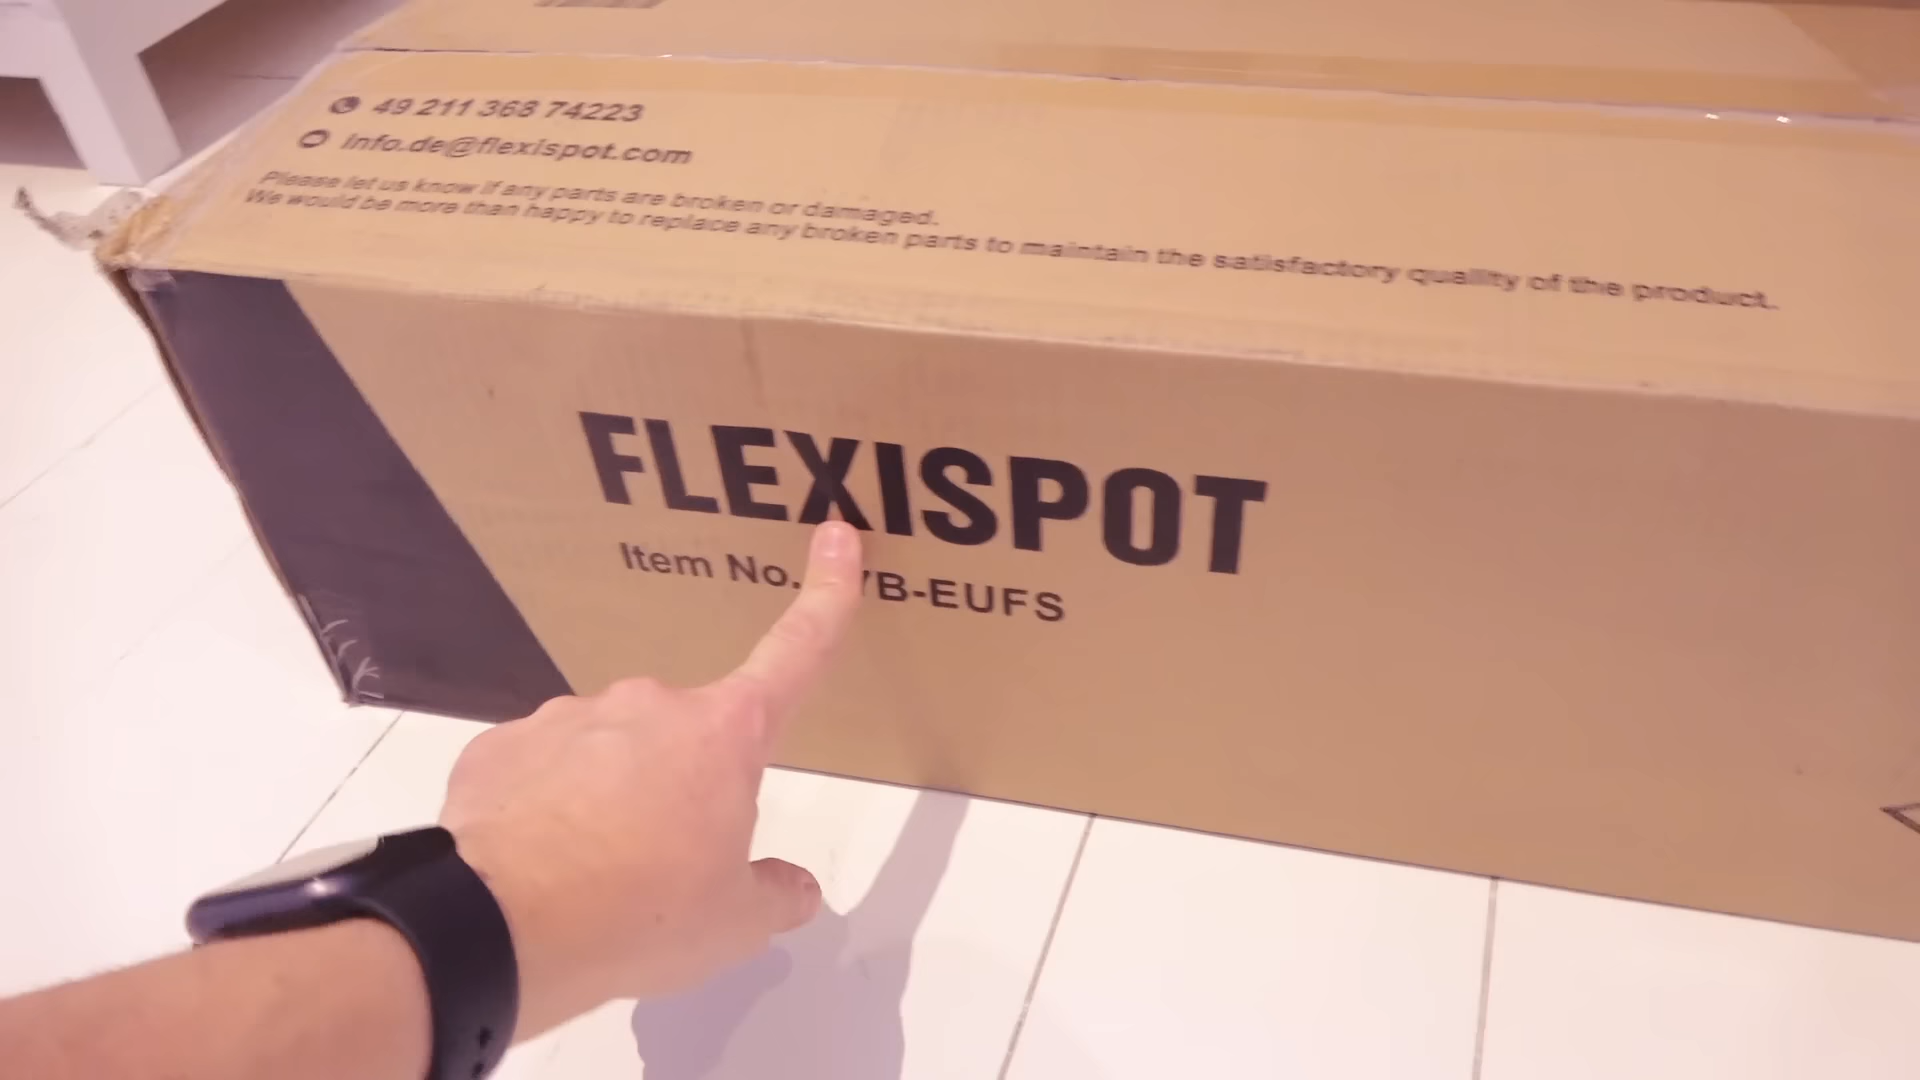 49 211 368 74223
info.de@flexispot.com
Please let us know if any parts are broken or damaged.
We would be more than happy to replace any broken parts to maintain the satisfactory quality of the product.
FLEXISPOT
Item No.